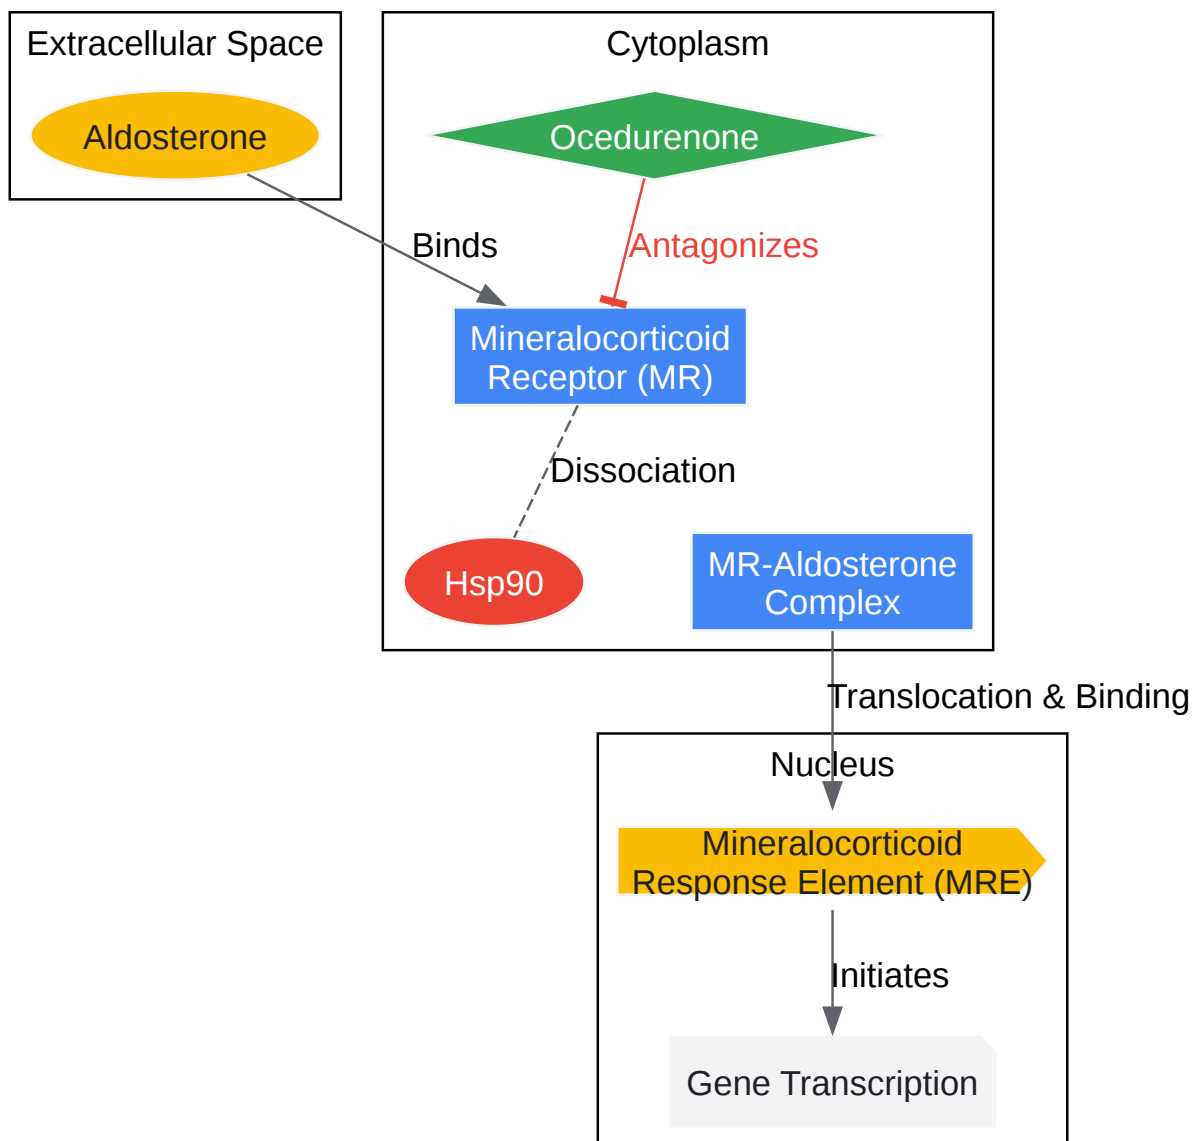 Extracellular Space
Cytoplasm
Aldosterone
Ocedurenone
Binds
Antagonizes
Mineralocorticoid
Receptor (MR)
Dissociation
Hsp90
MR-Aldosterone
Complex
Translocation & Binding
Nucleus
Mineralocorticoid
Response Element (MRE)
Initiates
Gene Transcription